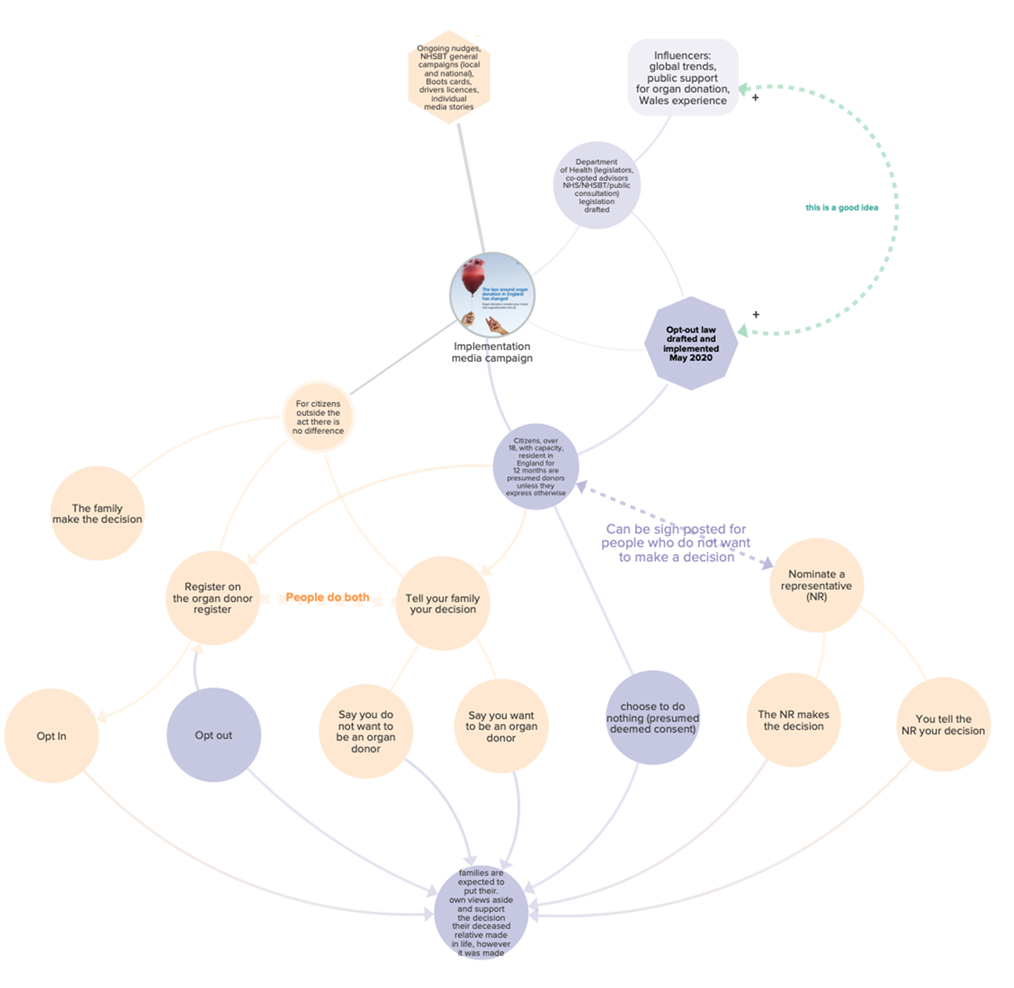 Ongoing nudges,
NHSBT general
campaigns (local
and national),
Boots cards,
drivers licences,
individual
media stories
Influencers:
global trends,
public support
for organ donation,
Wales experience
+
Department
of Health (legislators,
co-opted advisors
NHS/NHSBT/public
consultation)
legislation
drafted
this is a good idea
The law around organ
donation in England
has changed
Implementation
media campaign
+
Opt-out law
drafted and
implemented
May 2020
For citizens
outside the
act there is
no difference
Citizens, over
18, with capacity,
resident in
England for
12 months are
presumed donors
unless they
express otherwise
The family
make the decision
Can be sign posted for
people who do not want
to make a decision
Register on
the organ donor
register
People do both
Tell your family
your decision
Nominate a
representative
(NR)
Opt In
Opt out
Say you do
not want to
be an organ
donor
Say you want
to be an organ
donor
choose to do
nothing (presumed
deemed consent)
The NR makes
the decision
You tell the
NR your decision
families are
expected to
put their.
own views aside
and support
the decision
their deceased
relative made
in life, however
it was made